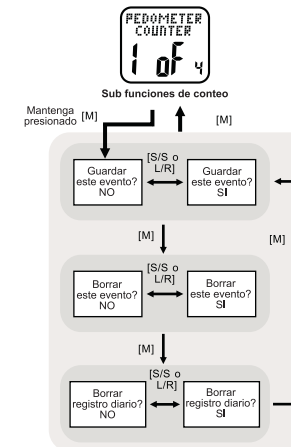 PEDOMETER
COUNTER
1 of 4
Sub funciones de conteo
Mantenga
presionado [M]
[M]
Guardar
este evento?
NO
[S/S o
L/R]
Guardar
este evento?
SI
[M]
[M]
Borrar
este evento?
NO
[S/S o
L/R]
Borrar
este evento?
SI
[M]
Borrar
registro diario?
NO
[S/S o
L/R]
Borrar
registro diario?
SI